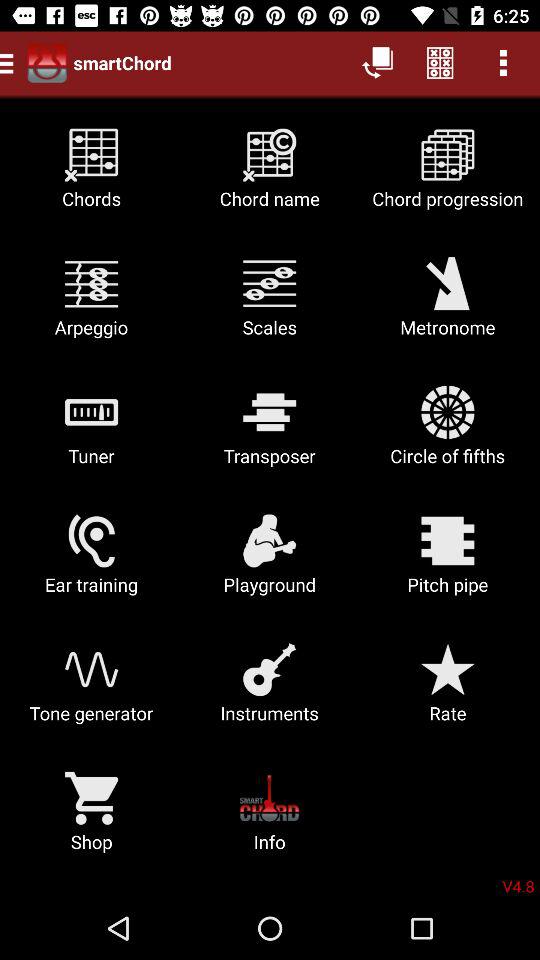 esc
6:25
smartChord
Chords
Chord name
Chord progression
Arpeggio
Scales
Metronome
Tuner
Transposer
Circle of fifths
Ear training
Playground
Pitch pipe
Tone generator
Instruments
Rate
SMART
CHORD
Shop
Info
V4.8